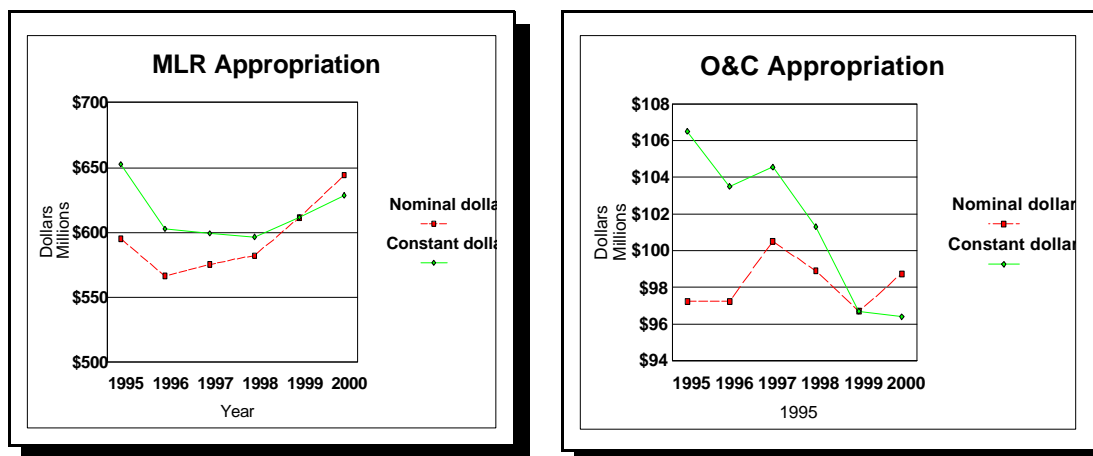 MLR Appropriation
$700
$650
$600
$550
$500
Dollars
Millions
1995 1996 1997 1998 1999 2000
Year
Nominal dolla
Constant dolla
O&C Appropriation
$108
$106
$104
$102
$100
$98
$96
$94
Dollars
Millions
1995 1996 1997 1998 1999 2000
1995
Nominal dollar
Constant dollar